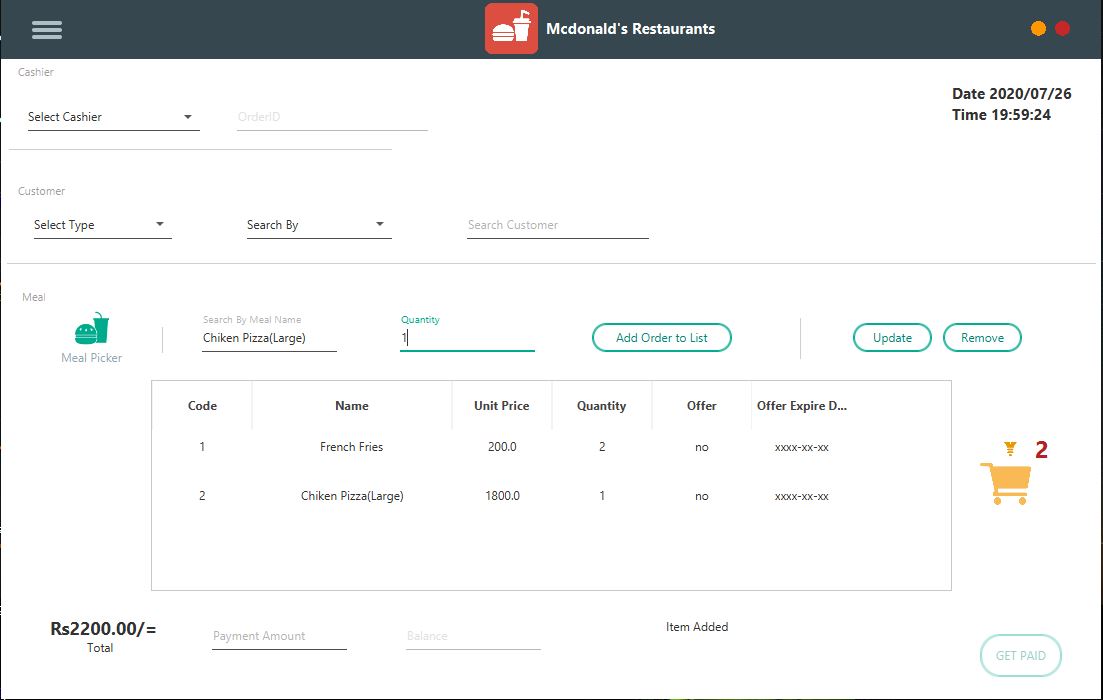 Mcdonald's Restaurants
Cashier
Date 2020/07/26
Time 19:59:24
Select Cashier
OrderID
Customer
Select Type
Search By
Search Customer
Meal
Meal Picker
Search By Meal Name
Chiken Pizza(Large)
Quantity
1
Add Order to List
Update
Remove
Code Name Unit Price Quantity Offer Offer Expire D...
1 French Fries 200.0 2 no xxxx-xx-xx
2 Chiken Pizza(Large) 1800.0 1 no xxxx-xx-xx
2
Rs2200.00/=
Total
Payment Amount
Balance
Item Added
GET PAID